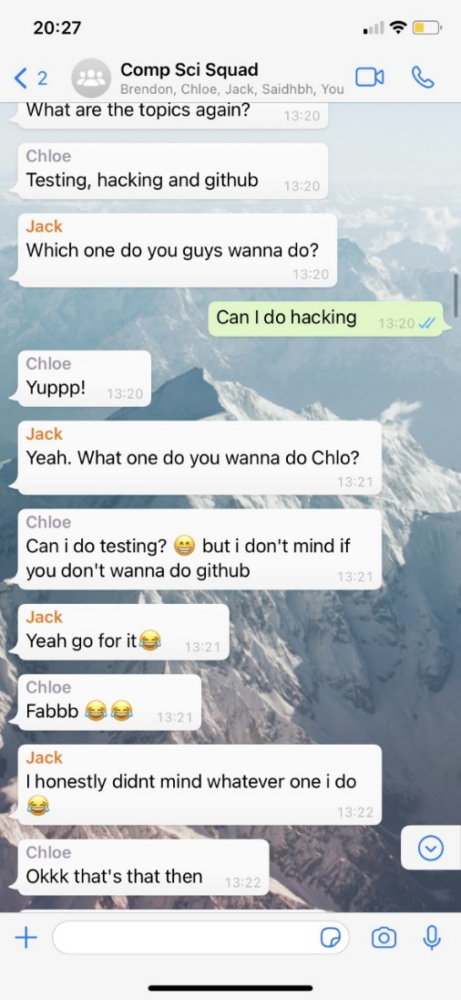 20:27
2
Comp Sci Squad
Brendon, Chloe, Jack, Saidhbh, You
What are the topics again?
13:20
Chloe
Testing, hacking and github
13:20
Jack
Which one do you guys wanna do?
13:20
Can I do hacking
13:20
Chloe
Yuppp!
13:20
Jack
Yeah. What one do you wanna do Chlo?
13:21
Chloe
Can i do testing? 😁 but i don't mind if
you don't wanna do github
13:21
Jack
Yeah go for it😂
13:21
Chloe
Fabbb 😂😂
13:21
Jack
I honestly didnt mind whatever one i do
😂
13:22
Chloe
Okkk that's that then
13:22